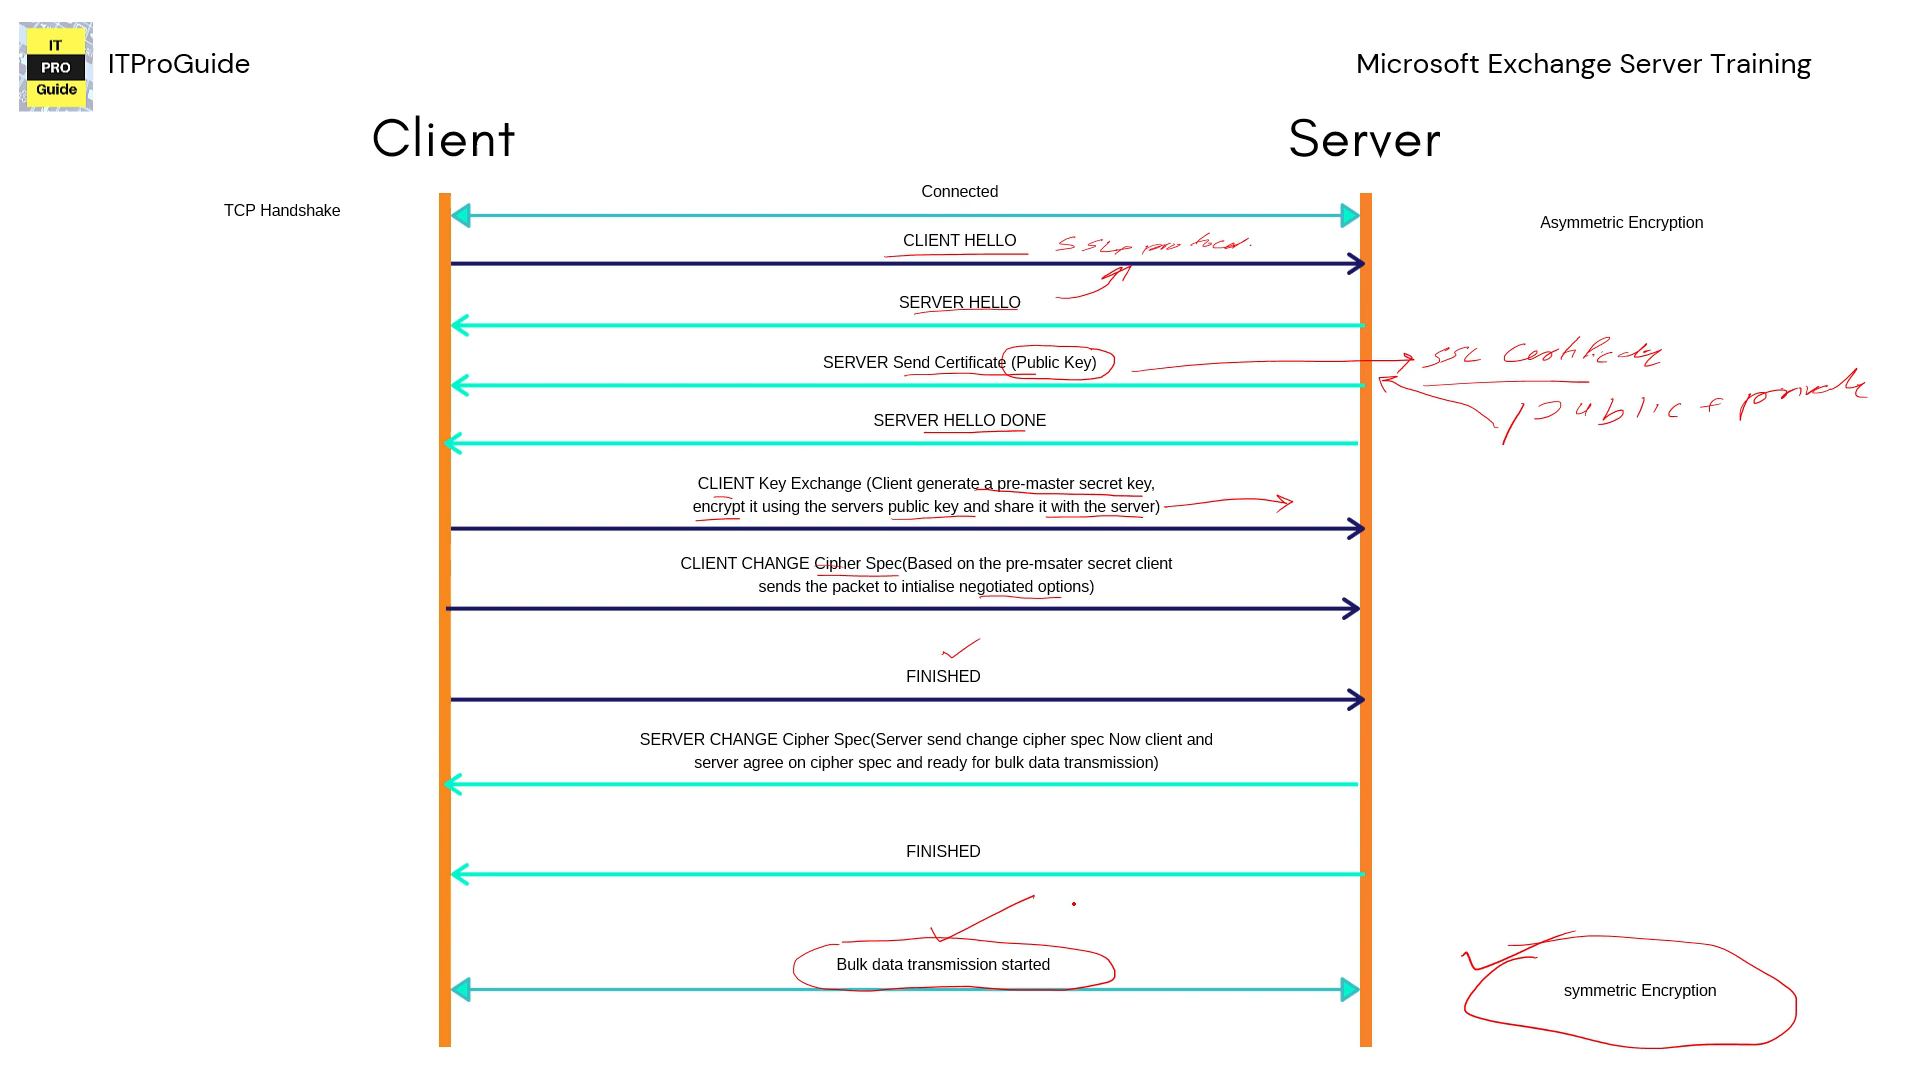 IT
PRO
Guide
ITProGuide
Microsoft Exchange Server Training
Client
Server
TCP Handshake
Connected
Asymmetric Encryption
CLIENT HELLO
SSL protocol.
SERVER HELLO
SERVER Send Certificate (Public Key)
SSL Certificate
Public + private
SERVER HELLO DONE
CLIENT Key Exchange (Client generate a pre-master secret key,
encrypt it using the servers public key and share it with the server)
CLIENT CHANGE Cipher Spec(Based on the pre-msater secret client
sends the packet to intialise negotiated options)
FINISHED
SERVER CHANGE Cipher Spec(Server send change cipher spec Now client and
server agree on cipher spec and ready for bulk data transmission)
FINISHED
Bulk data transmission started
symmetric Encryption